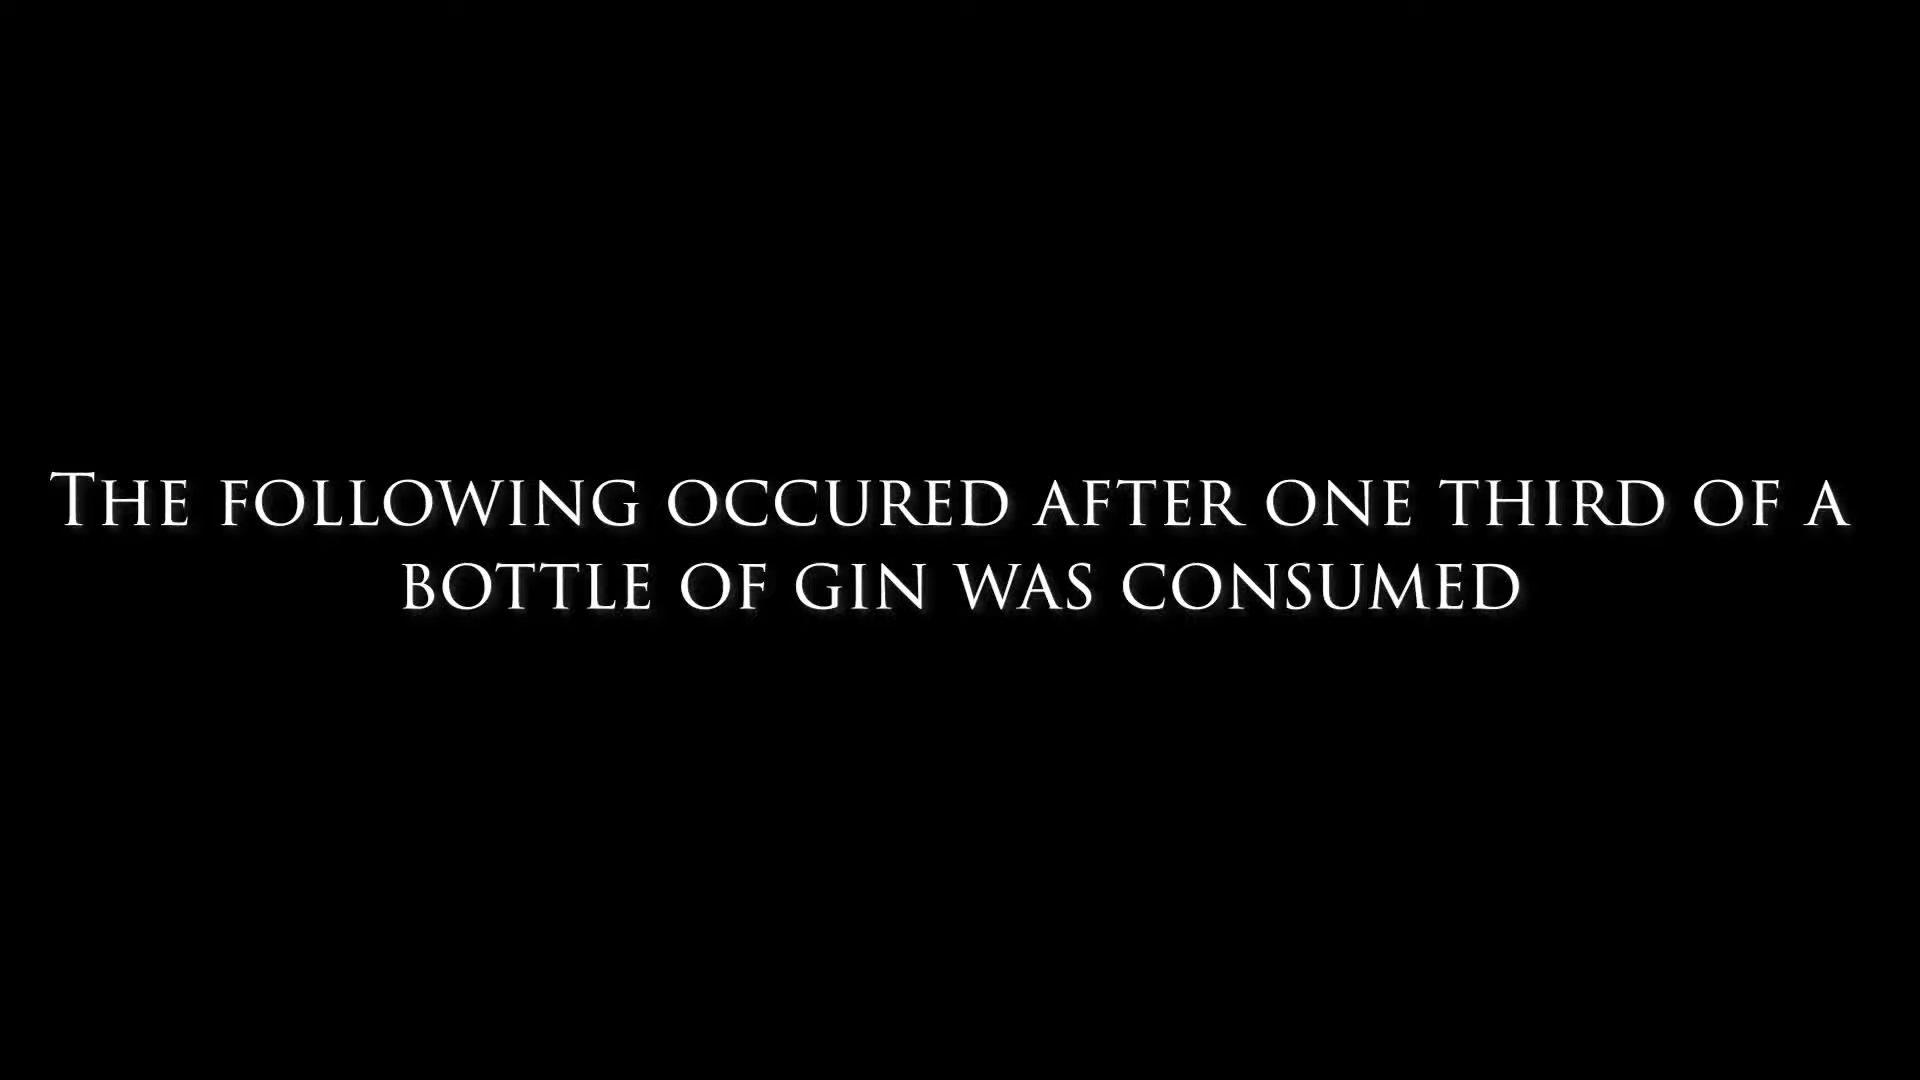 The following occured after one third of a
bottle of gin was consumed